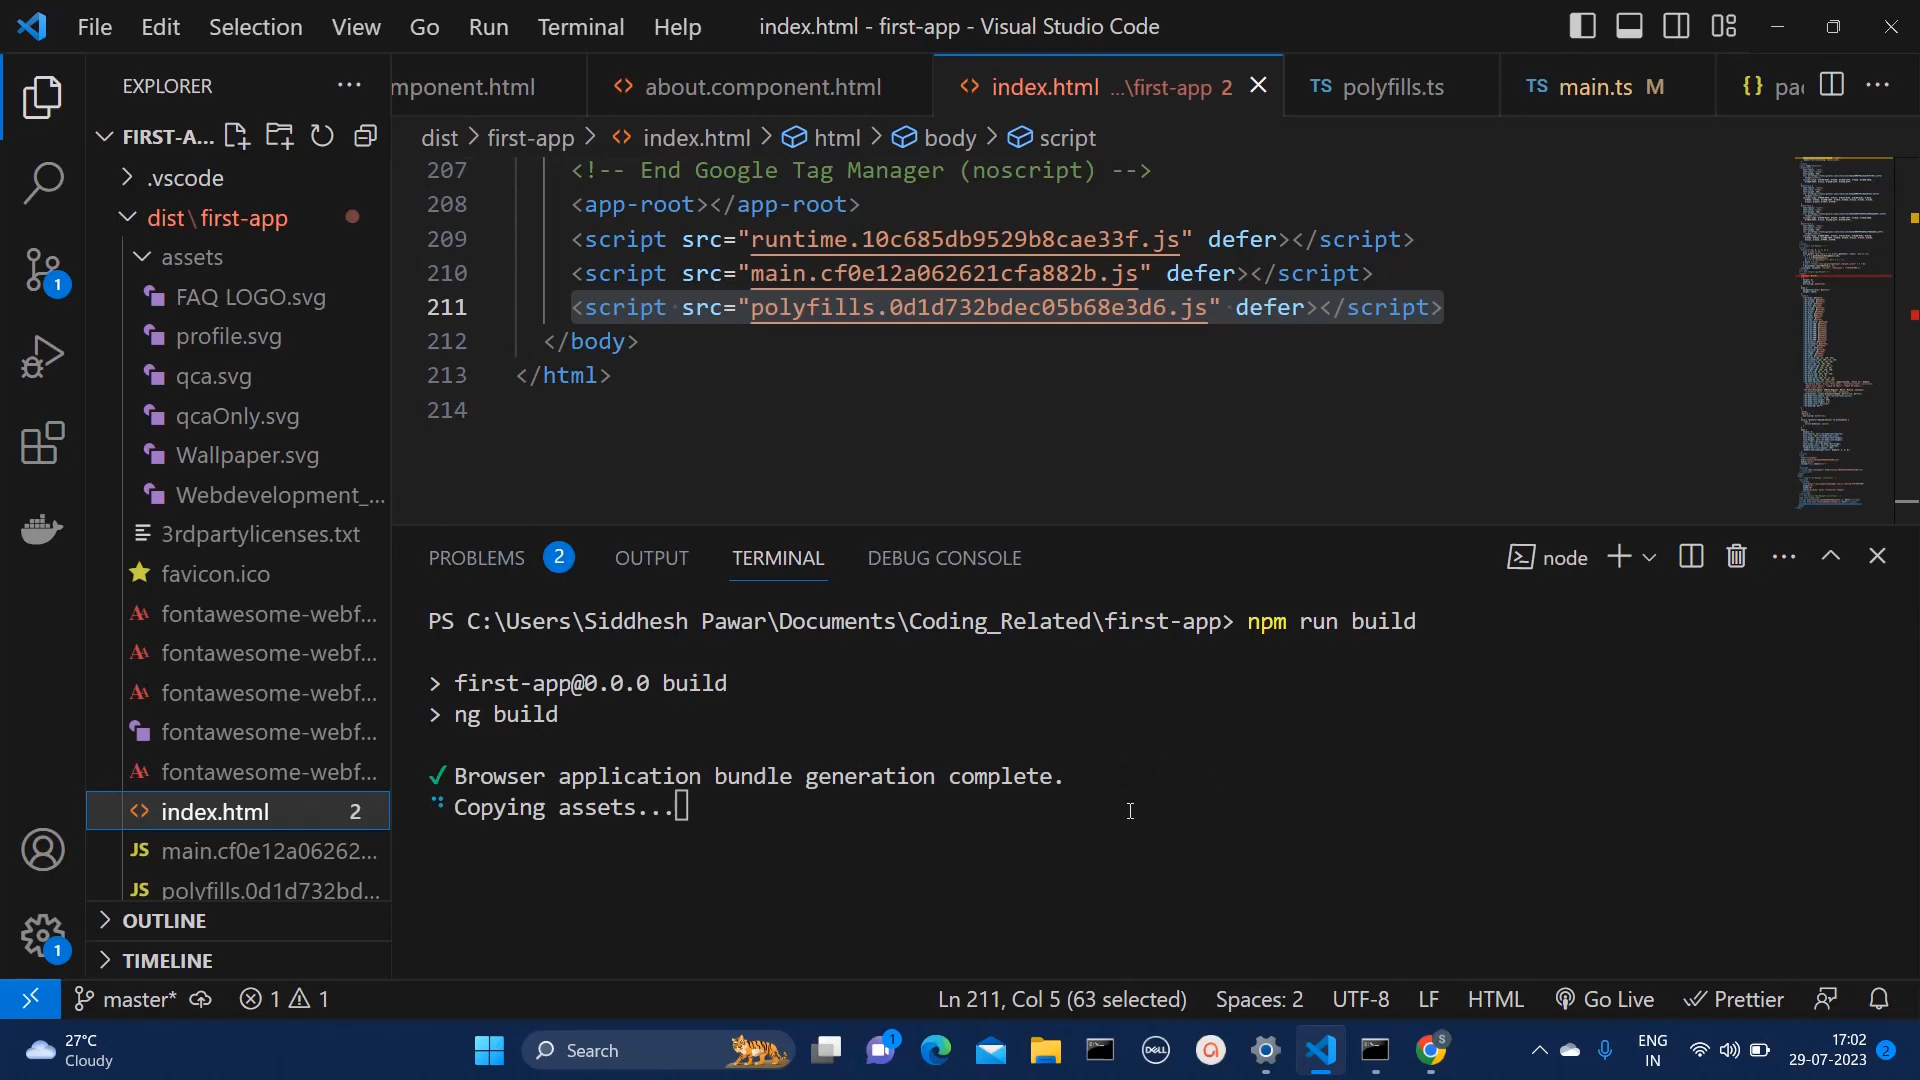 File Edit Selection View Go Run Terminal Help index.html - first-app - Visual Studio Code
EXPLORER
mponent.html about.component.html index.html ...\first-app 2 TS polyfills.ts TS main.ts M {} pac
FIRST-A...
dist > first-app > index.html > html > body > script
.vscode
dist\first-app
assets
FAQ LOGO.svg
profile.svg
qca.svg
qcaOnly.svg
Wallpaper.svg
Webdevelopment_...
3rdpartylicenses.txt
favicon.ico
fontawesome-webf...
fontawesome-webf...
fontawesome-webf...
fontawesome-webf...
fontawesome-webf...
index.html 2
JS main.cf0e12a06262...
JS polyfills.0d1d732bd...
OUTLINE
TIMELINE
207 <!-- End Google Tag Manager (noscript) -->
208 <app-root></app-root>
209 <script src="runtime.10c685db9529b8cae33f.js" defer></script>
210 <script src="main.cf0e12a062621cfa882b.js" defer></script>
211 <script src="polyfills.0d1d732bdec05b68e3d6.js" defer></script>
212 </body>
213 </html>
214
PROBLEMS 2 OUTPUT TERMINAL DEBUG CONSOLE node
PS C:\Users\Siddhesh Pawar\Documents\Coding_Related\first-app> npm run build
> first-app@0.0.0 build
> ng build
✓ Browser application bundle generation complete.
Copying assets...
1
1
master* 1 1 Ln 211, Col 5 (63 selected) Spaces: 2 UTF-8 LF HTML Go Live Prettier
27°C
Cloudy
Search
1
DELL
S
ENG
IN
17:02
29-07-2023
2